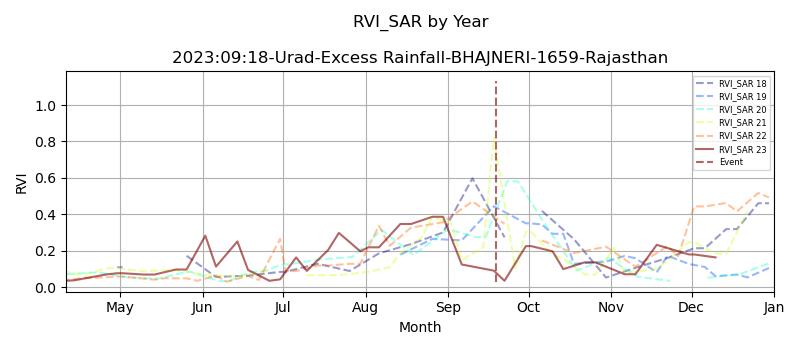 RVI_SAR by Year
2023:09:18-Urad-Excess Rainfall-BHAJNERI-1659-Rajasthan
RVI
1.0
0.8
0.6
0.4
0.2
0.0
RVI_SAR 18
RVI_SAR 19
RVI_SAR 20
RVI_SAR 21
RVI_SAR 22
RVI_SAR 23
Event
May Jun Jul Aug Sep Oct Nov Dec Jan
Month